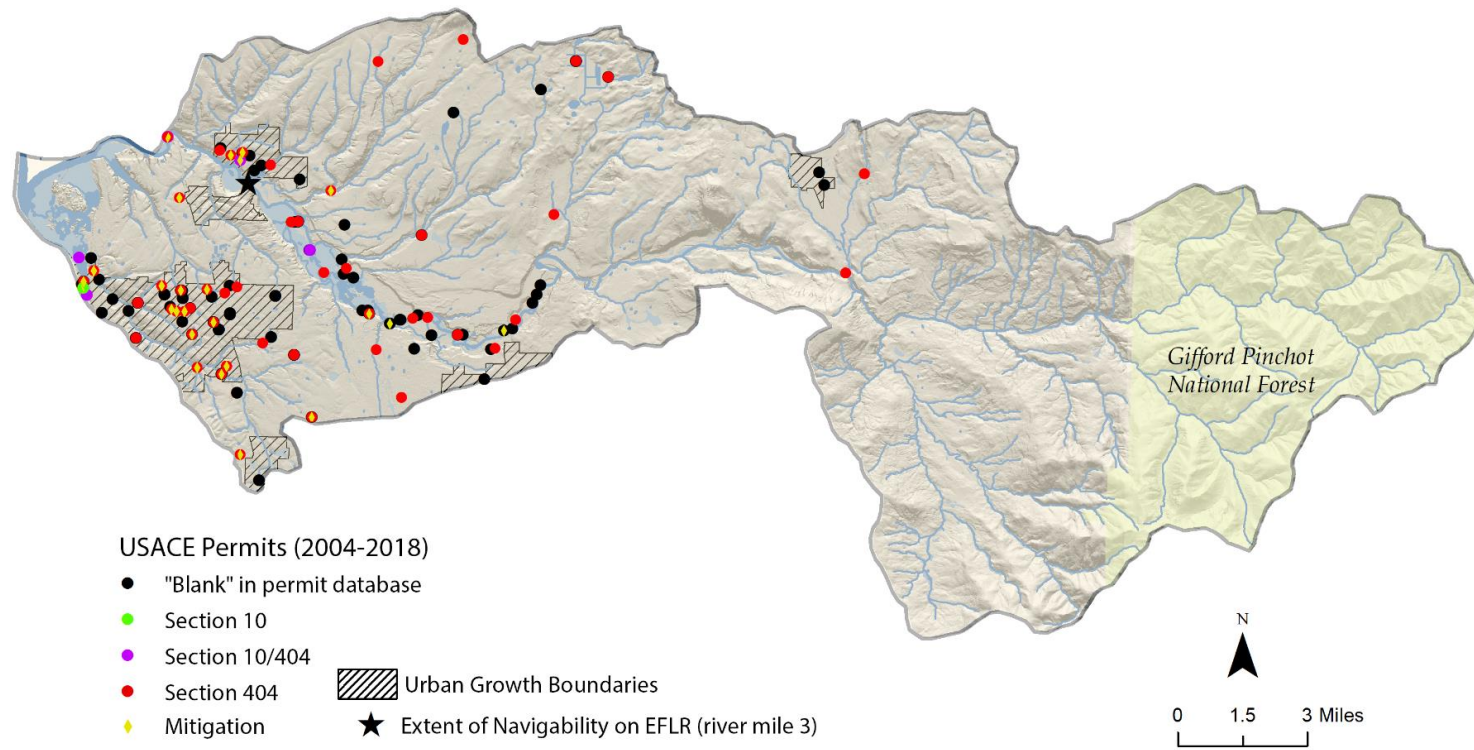 Gifford Pinchot
National Forest
USACE Permits (2004-2018)
"Blank" in permit database
Section 10
Section 10/404
Section 404
Mitigation
Urban Growth Boundaries
Extent of Navigability on EFLR (river mile 3)
N
0 1.5 3 Miles